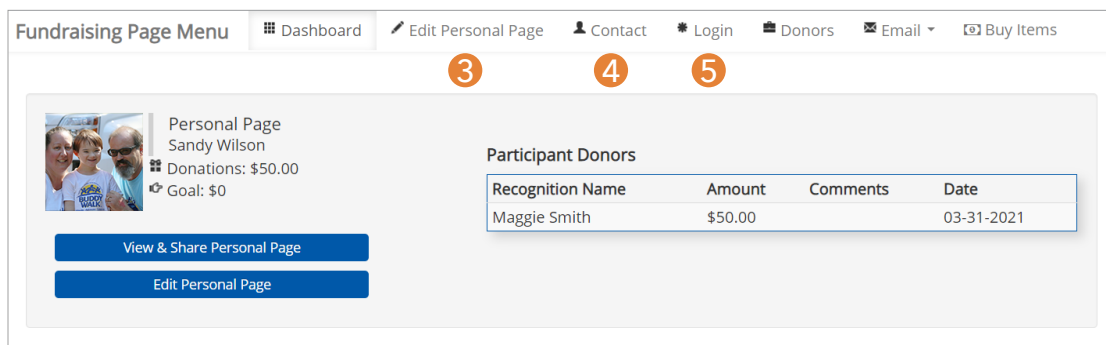 Fundraising Page Menu Dashboard Edit Personal Page Contact Login Donors Email Buy Items
3 4 5
Personal Page
Sandy Wilson
Donations: $50.00
Goal: $0
BUDDY
WALK
View & Share Personal Page
Edit Personal Page
Participant Donors
Recognition Name Amount Comments Date
Maggie Smith $50.00 03-31-2021